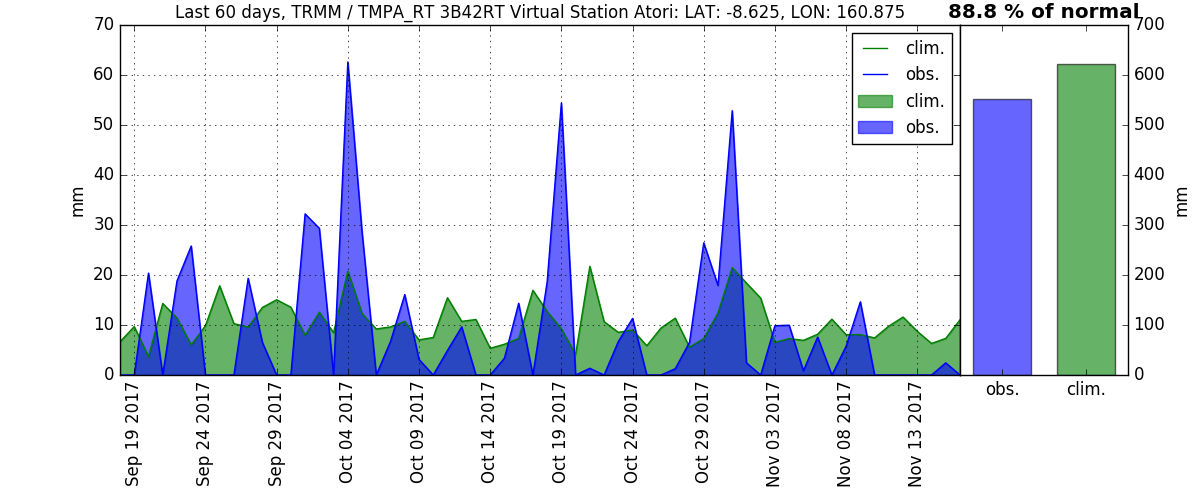 Last 60 days, TRMM / TMPA_RT 3B42RT Virtual Station Atori: LAT: -8.625, LON: 160.875
88.8 % of normal
70
60
50
40
30
20
10
0
mm
clim.
obs.
clim.
obs.
700
600
500
400
300
200
100
0
mm
Sep 19 2017
Sep 24 2017
Sep 29 2017
Oct 04 2017
Oct 09 2017
Oct 14 2017
Oct 19 2017
Oct 24 2017
Oct 29 2017
Nov 03 2017
Nov 08 2017
Nov 13 2017
obs.
clim.